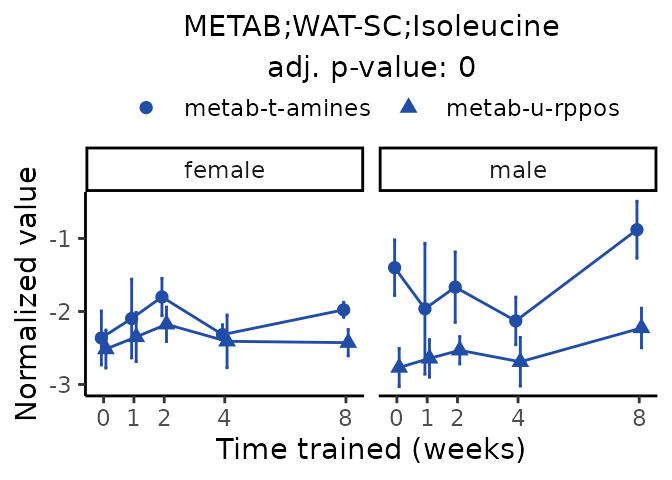 METAB;WAT-SC;Isoleucine
adj. p-value: 0
metab-t-amines metab-u-rppos
female male
Normalized value
-1
-2
-3
0 1 2 4 8 0 1 2 4 8
Time trained (weeks)